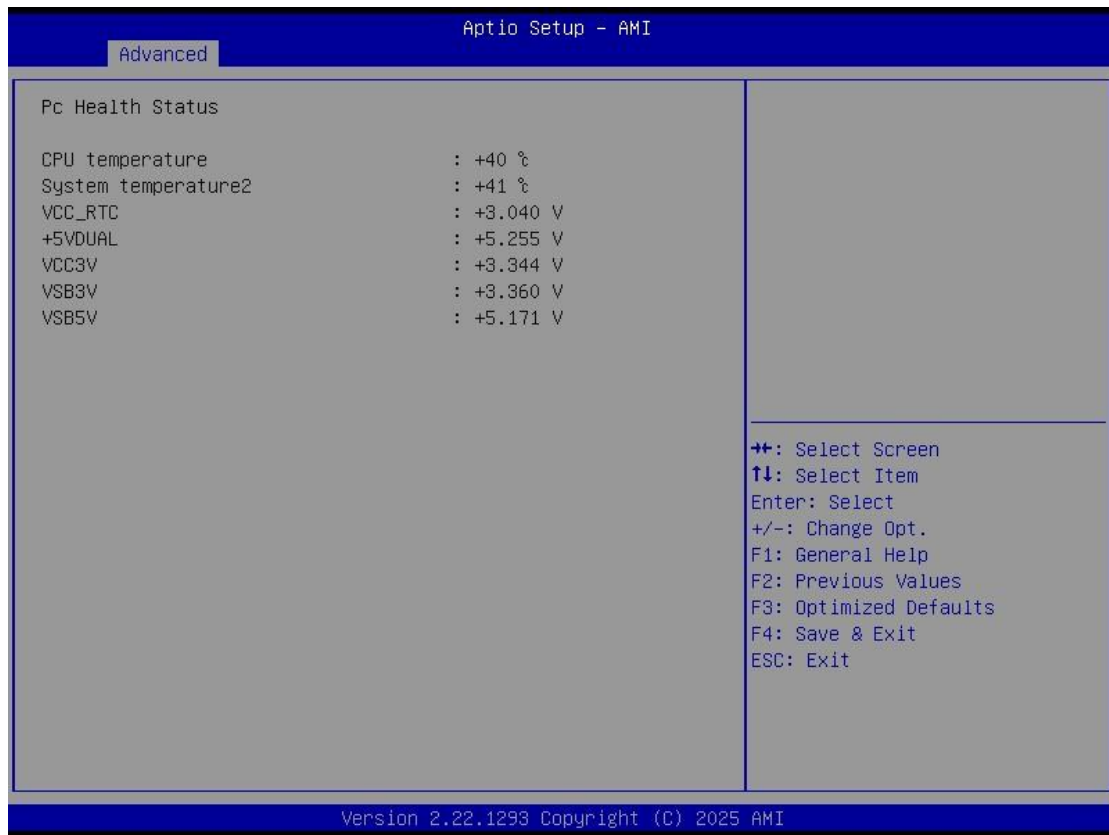 Aptio Setup - AMI
Advanced
Pc Health Status
CPU temperature : +40 ℃
System temperature2 : +41 ℃
VCC_RTC : +3.040 V
+5VDUAL : +5.255 V
VCC3V : +3.344 V
VSB3V : +3.360 V
VSB5V : +5.171 V
→←: Select Screen
↑↓: Select Item
Enter: Select
+/-: Change Opt.
F1: General Help
F2: Previous Values
F3: Optimized Defaults
F4: Save & Exit
ESC: Exit
Version 2.22.1293 Copyright (C) 2025 AMI